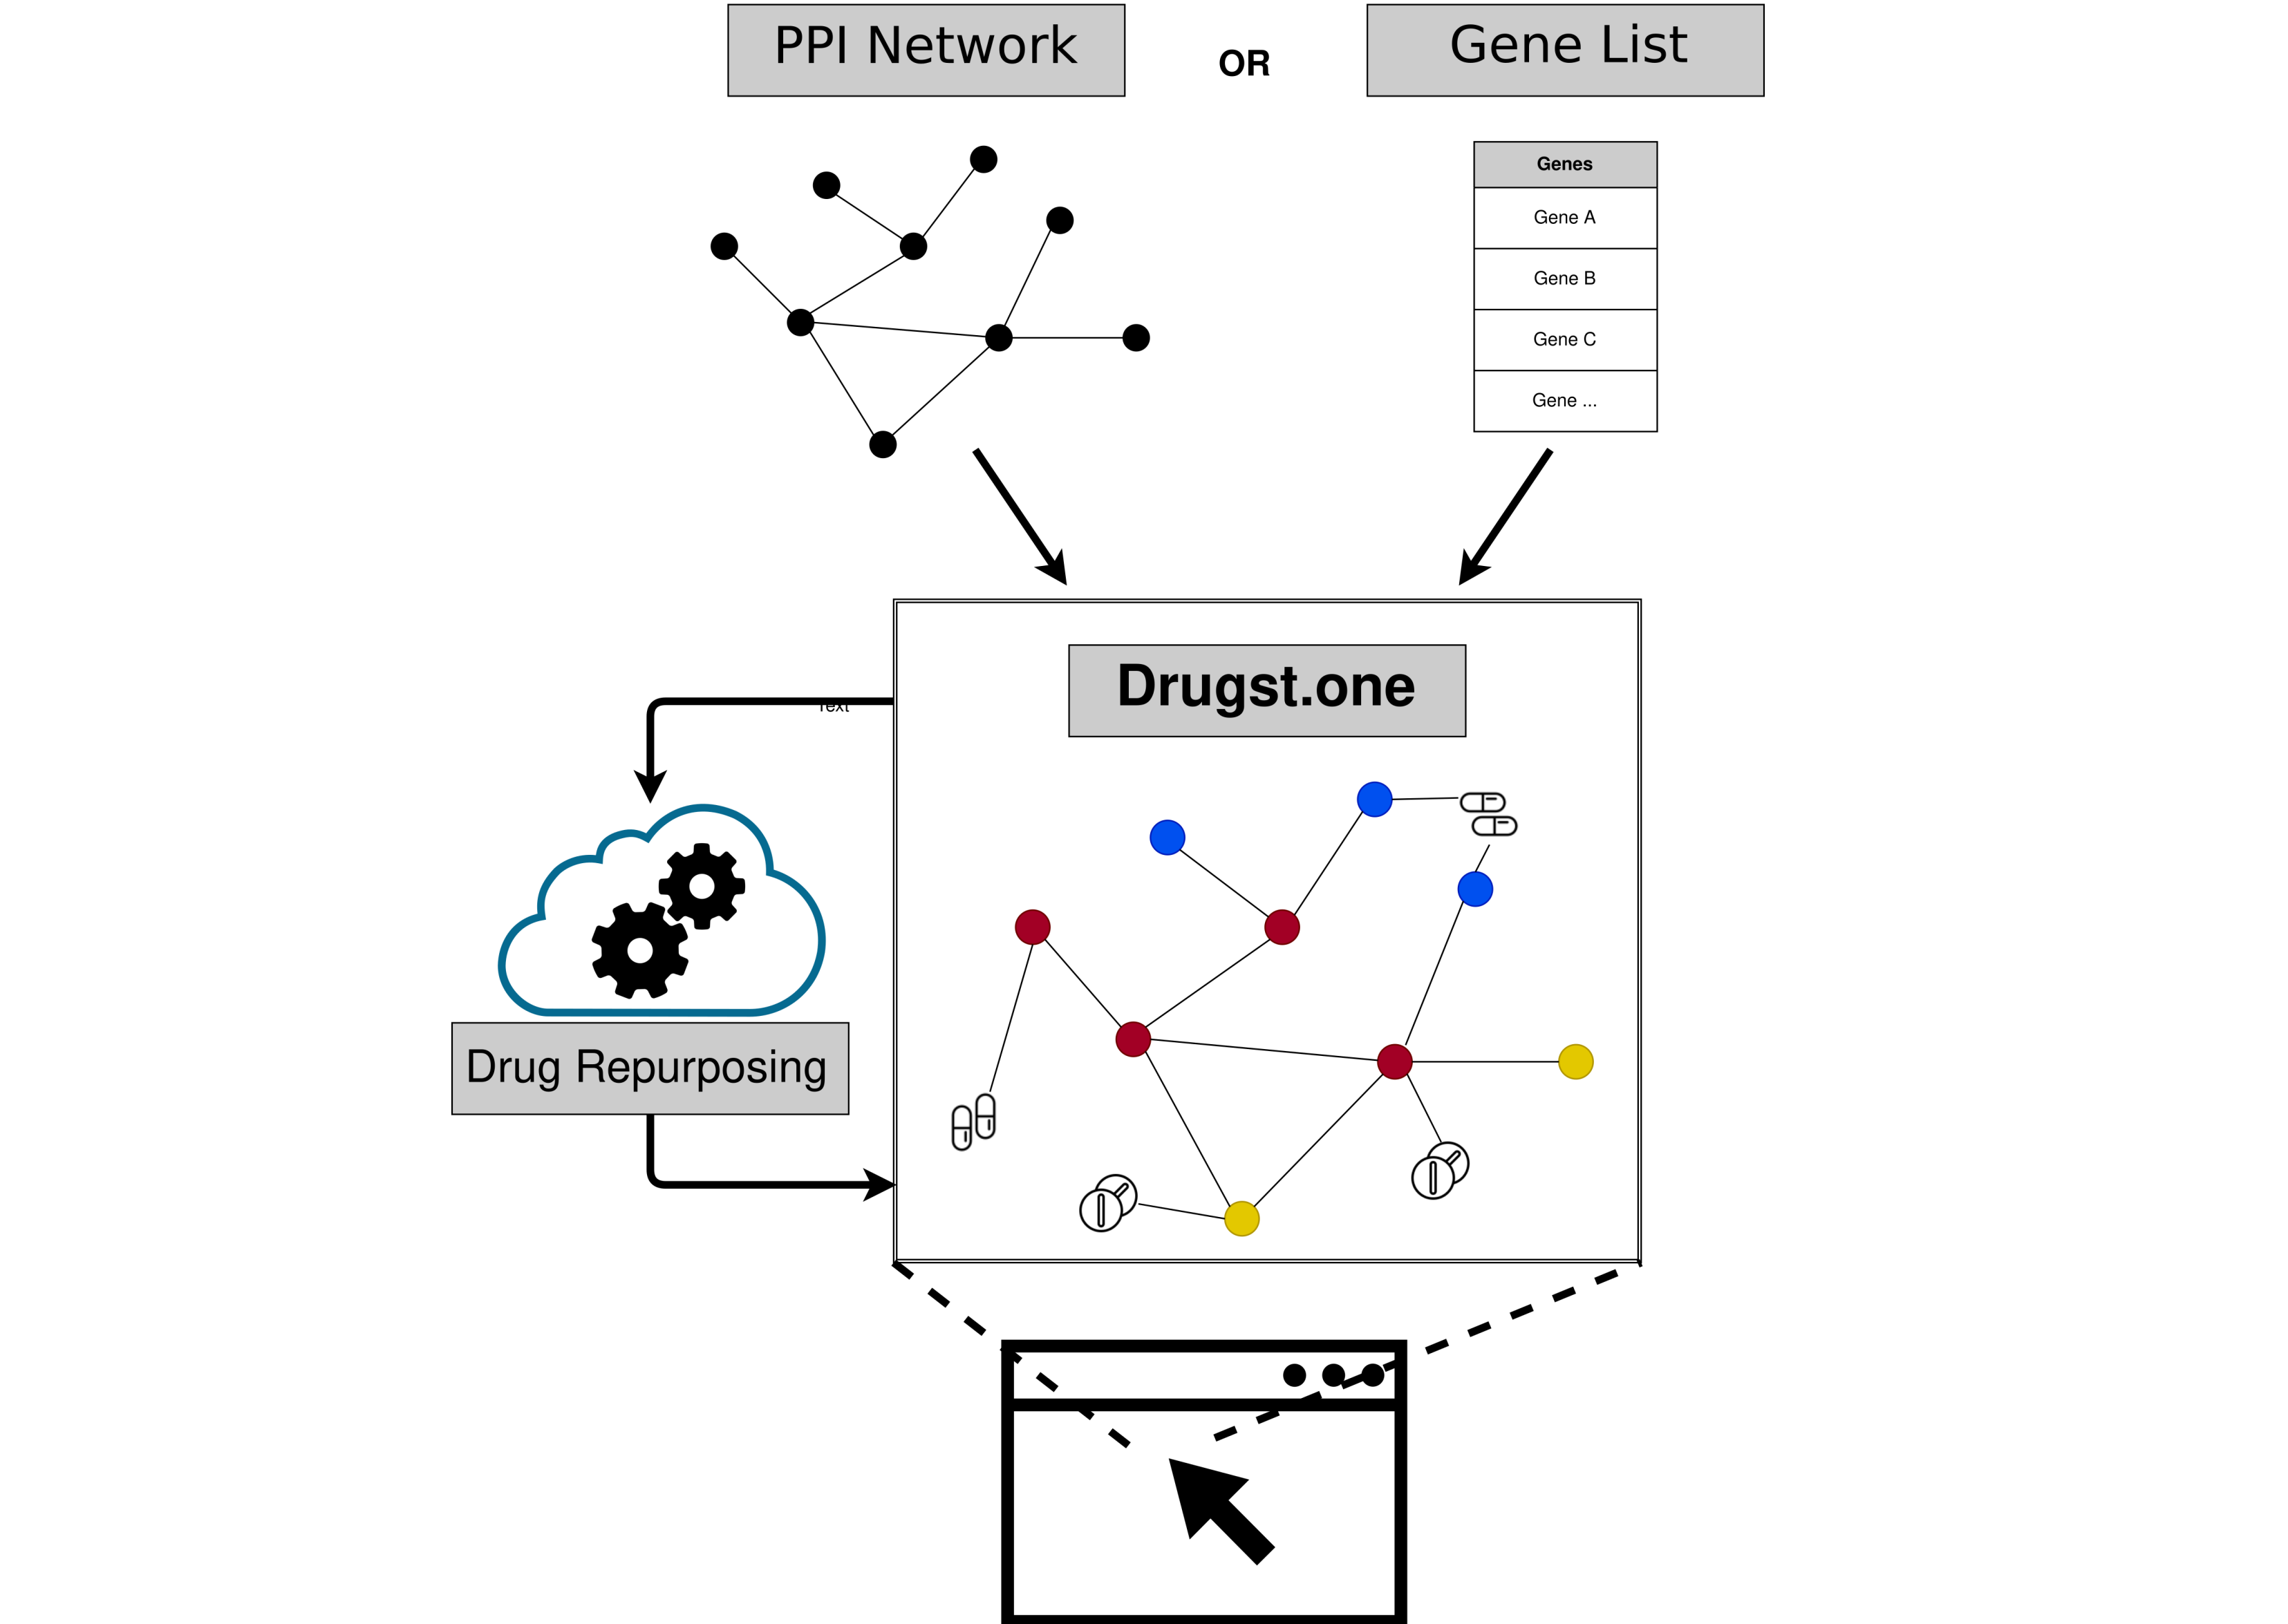 PPI Network
OR
Gene List
Genes
Gene A
Gene B
Gene C
Gene ...
Drugst.one
Text
Drug Repurposing